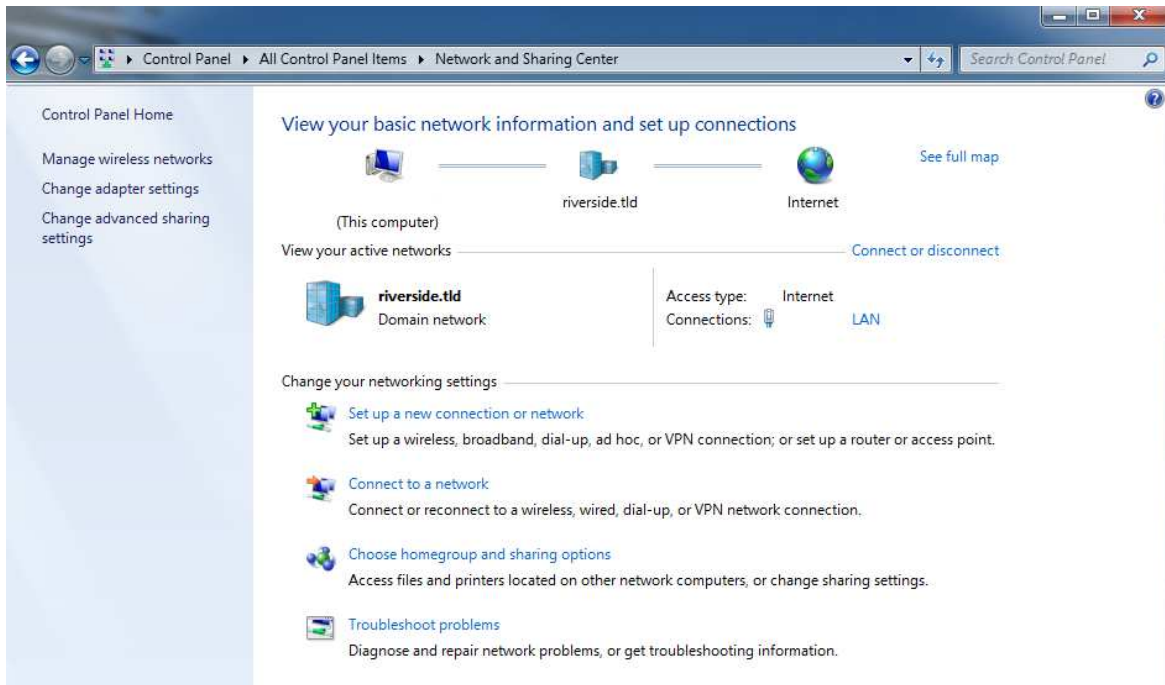 Control Panel ▸ All Control Panel Items ▸ Network and Sharing Center
Search Control Panel
Control Panel Home
Manage wireless networks
Change adapter settings
Change advanced sharing
settings
View your basic network information and set up connections
See full map
(This computer)
riverside.tld
Internet
View your active networks
Connect or disconnect
riverside.tld
Domain network
Access type: Internet
Connections: LAN
Change your networking settings
Set up a new connection or network
Set up a wireless, broadband, dial-up, ad hoc, or VPN connection; or set up a router or access point.
Connect to a network
Connect or reconnect to a wireless, wired, dial-up, or VPN network connection.
Choose homegroup and sharing options
Access files and printers located on other network computers, or change sharing settings.
Troubleshoot problems
Diagnose and repair network problems, or get troubleshooting information.